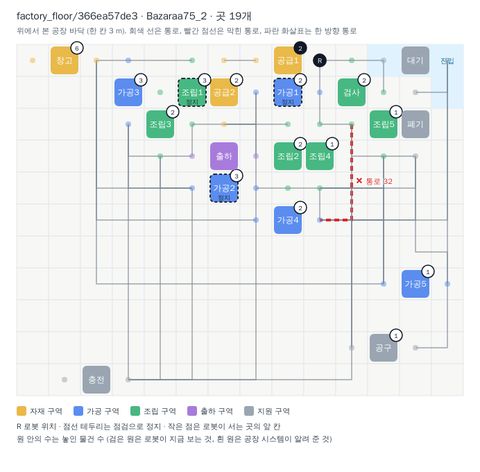 factory_floor/366ea57de3 · Bazaraa75_2 · 곳 19개
위에서 본 공장 바닥 (한 칸 3 m). 회색 선은 통로, 빨간 점선은 막힌 통로, 파란 화살표는 한 방향 통로
창고 6
공급1 2
R
대기
진입
가공3 3
조립1 3
정지
공급2 2
가공1 2
정지
검사 2
조립3 2
조립5 1
폐기
출하
조립2 2
조립4 1
가공2 3
정지
통로 32
가공4 2
가공5 1
공구 1
충전
자재 구역
가공 구역
조립 구역
출하 구역
지원 구역
R 로봇 위치 · 점선 테두리는 점검으로 정지 · 작은 점은 로봇이 서는 곳의 앞 칸
원 안의 수는 놓인 물건 수 (검은 원은 로봇이 지금 보는 것, 흰 원은 공장 시스템이 알려 준 것)